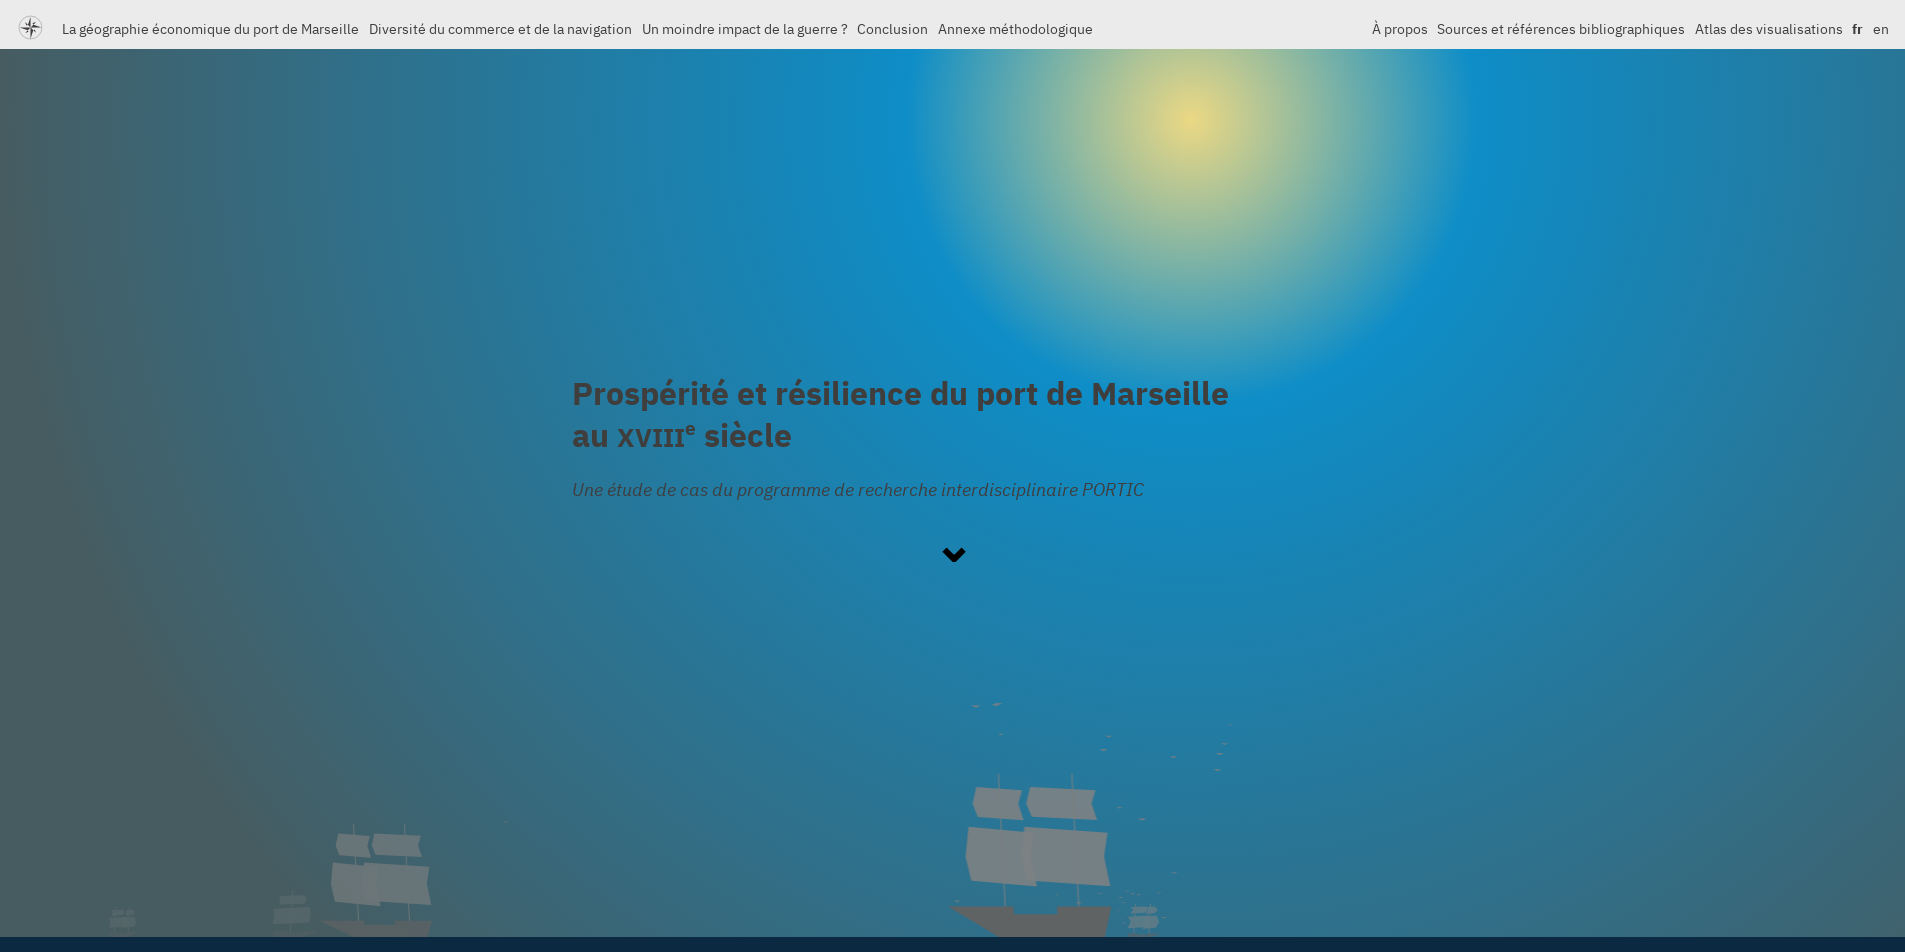 La géographie économique du port de Marseille Diversité du commerce et de la navigation Un moindre impact de la guerre ? Conclusion Annexe méthodologique À propos Sources et références bibliographiques Atlas des visualisations fr en
Prospérité et résilience du port de Marseille
au XVIIIe siècle
Une étude de cas du programme de recherche interdisciplinaire PORTIC